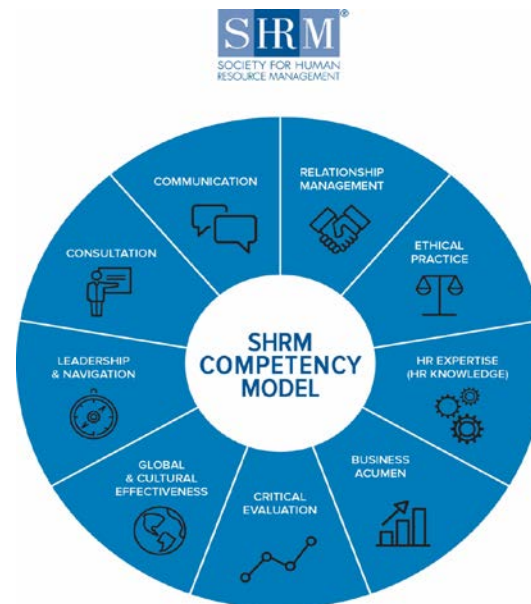 SHRM®
SOCIETY FOR HUMAN
RESOURCE MANAGEMENT
COMMUNICATION
RELATIONSHIP
MANAGEMENT
ETHICAL
PRACTICE
HR EXPERTISE
(HR KNOWLEDGE)
BUSINESS
ACUMEN
CRITICAL
EVALUATION
GLOBAL
& CULTURAL
EFFECTIVENESS
LEADERSHIP
& NAVIGATION
CONSULTATION
SHRM
COMPETENCY
MODEL